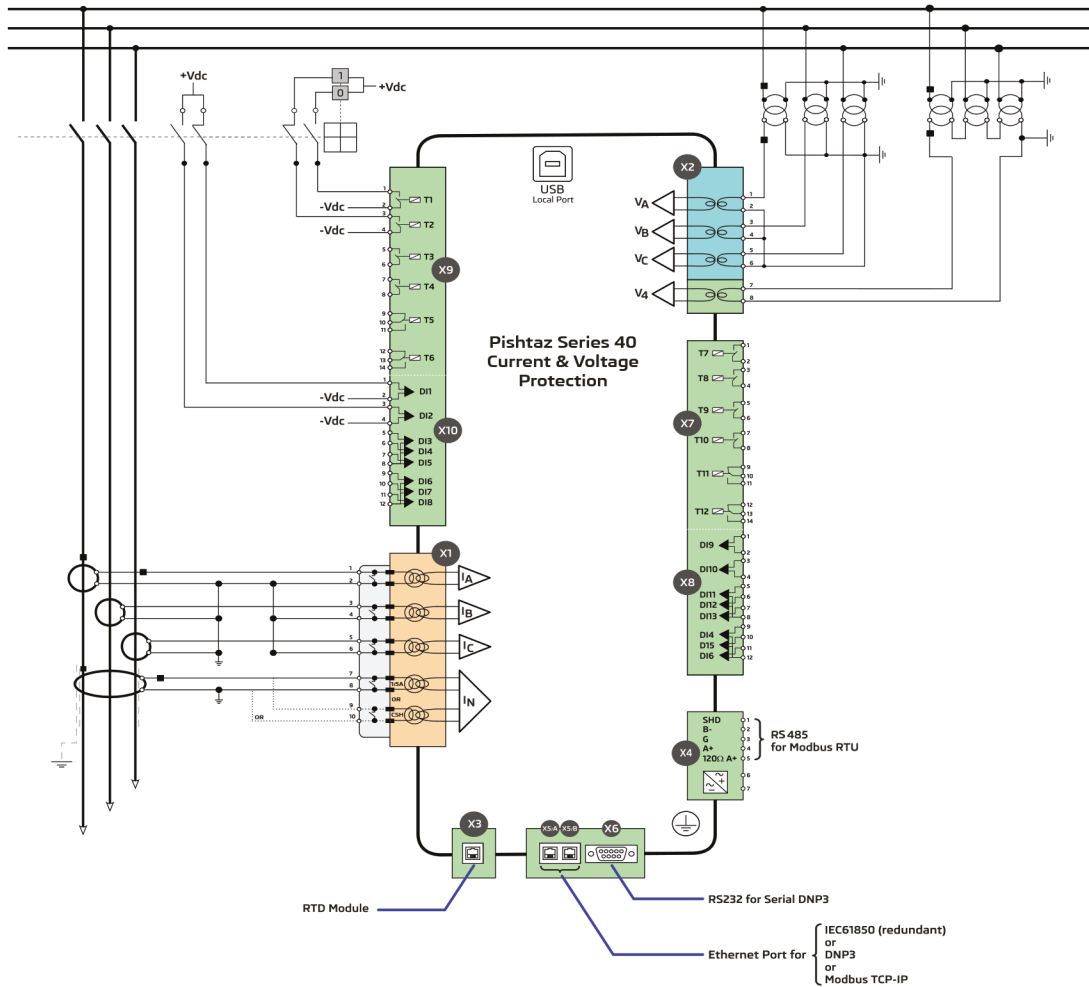 +Vdc
1
0
+Vdc
USB
Local Port
X2
1
2
3
4
5
6
7
8
VA
VB
VC
V4
-Vdc
-Vdc
1
2
3
4
5
6
7
8
9
10
11
12
13
14
T1
T2
T3
T4
T5
T6
X9
Pishtaz Series 40
Current & Voltage
Protection
-Vdc
-Vdc
1
2
3
4
5
6
7
8
9
10
11
12
DI1
DI2
DI3
DI4
DI5
DI6
DI7
DI8
X10
T7
T8
T9
T10
T11
T12
X7
1
2
3
4
5
6
7
8
9
10
11
12
13
14
DI9
DI10
DI11
DI12
DI13
DI4
D15
DI6
X8
1
2
3
4
5
6
7
8
9
10
11
12
X1
1
2
3
4
5
6
7
8
9
10
IA
IB
IC
IN
1/5A
OR
CSH
OR
X4
SHD
B-
G
A+
120Ω A+
1
2
3
4
5
6
7
RS 485
for Modbus RTU
X3
X5:A
X5:B
X6
RTD Module
RS232 for Serial DNP3
Ethernet Port for
IEC61850 (redundant)
or
DNP3
or
Modbus TCP-IP